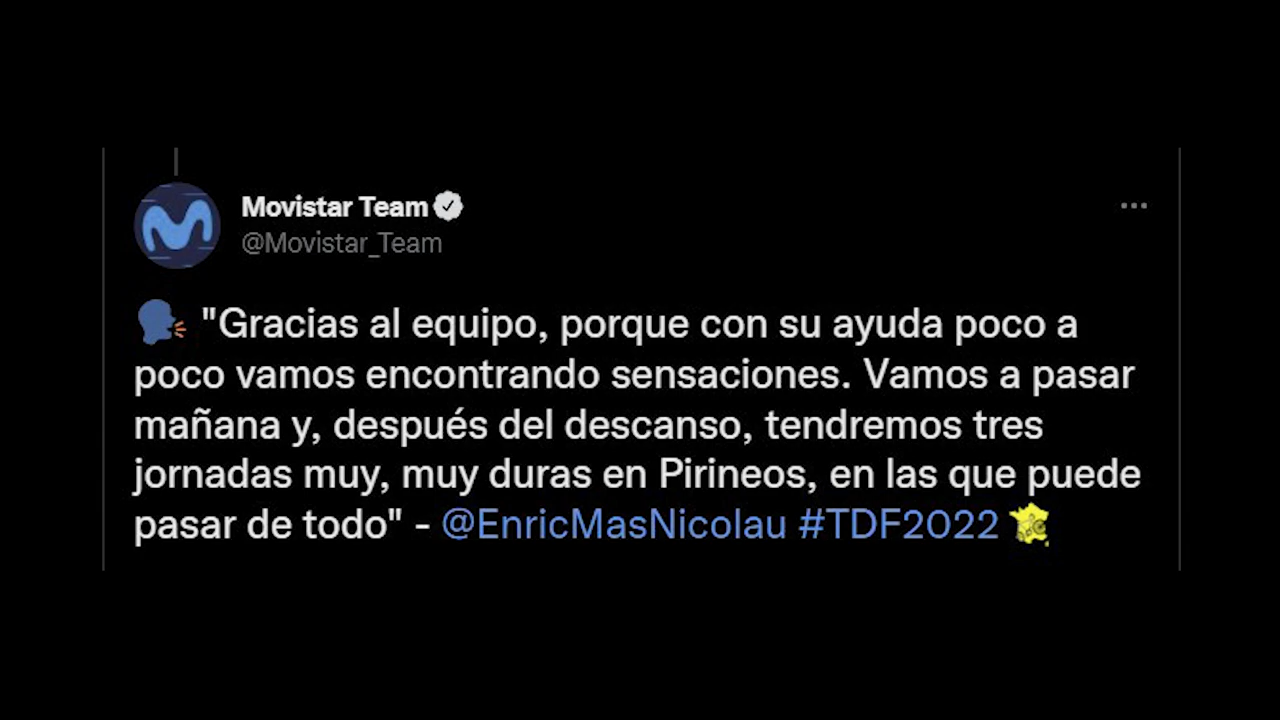 Movistar Team
@Movistar_Team
"Gracias al equipo, porque con su ayuda poco a
poco vamos encontrando sensaciones. Vamos a pasar
mañana y, después del descanso, tendremos tres
jornadas muy, muy duras en Pirineos, en las que puede
pasar de todo" - @EnricMasNicolau #TDF2022